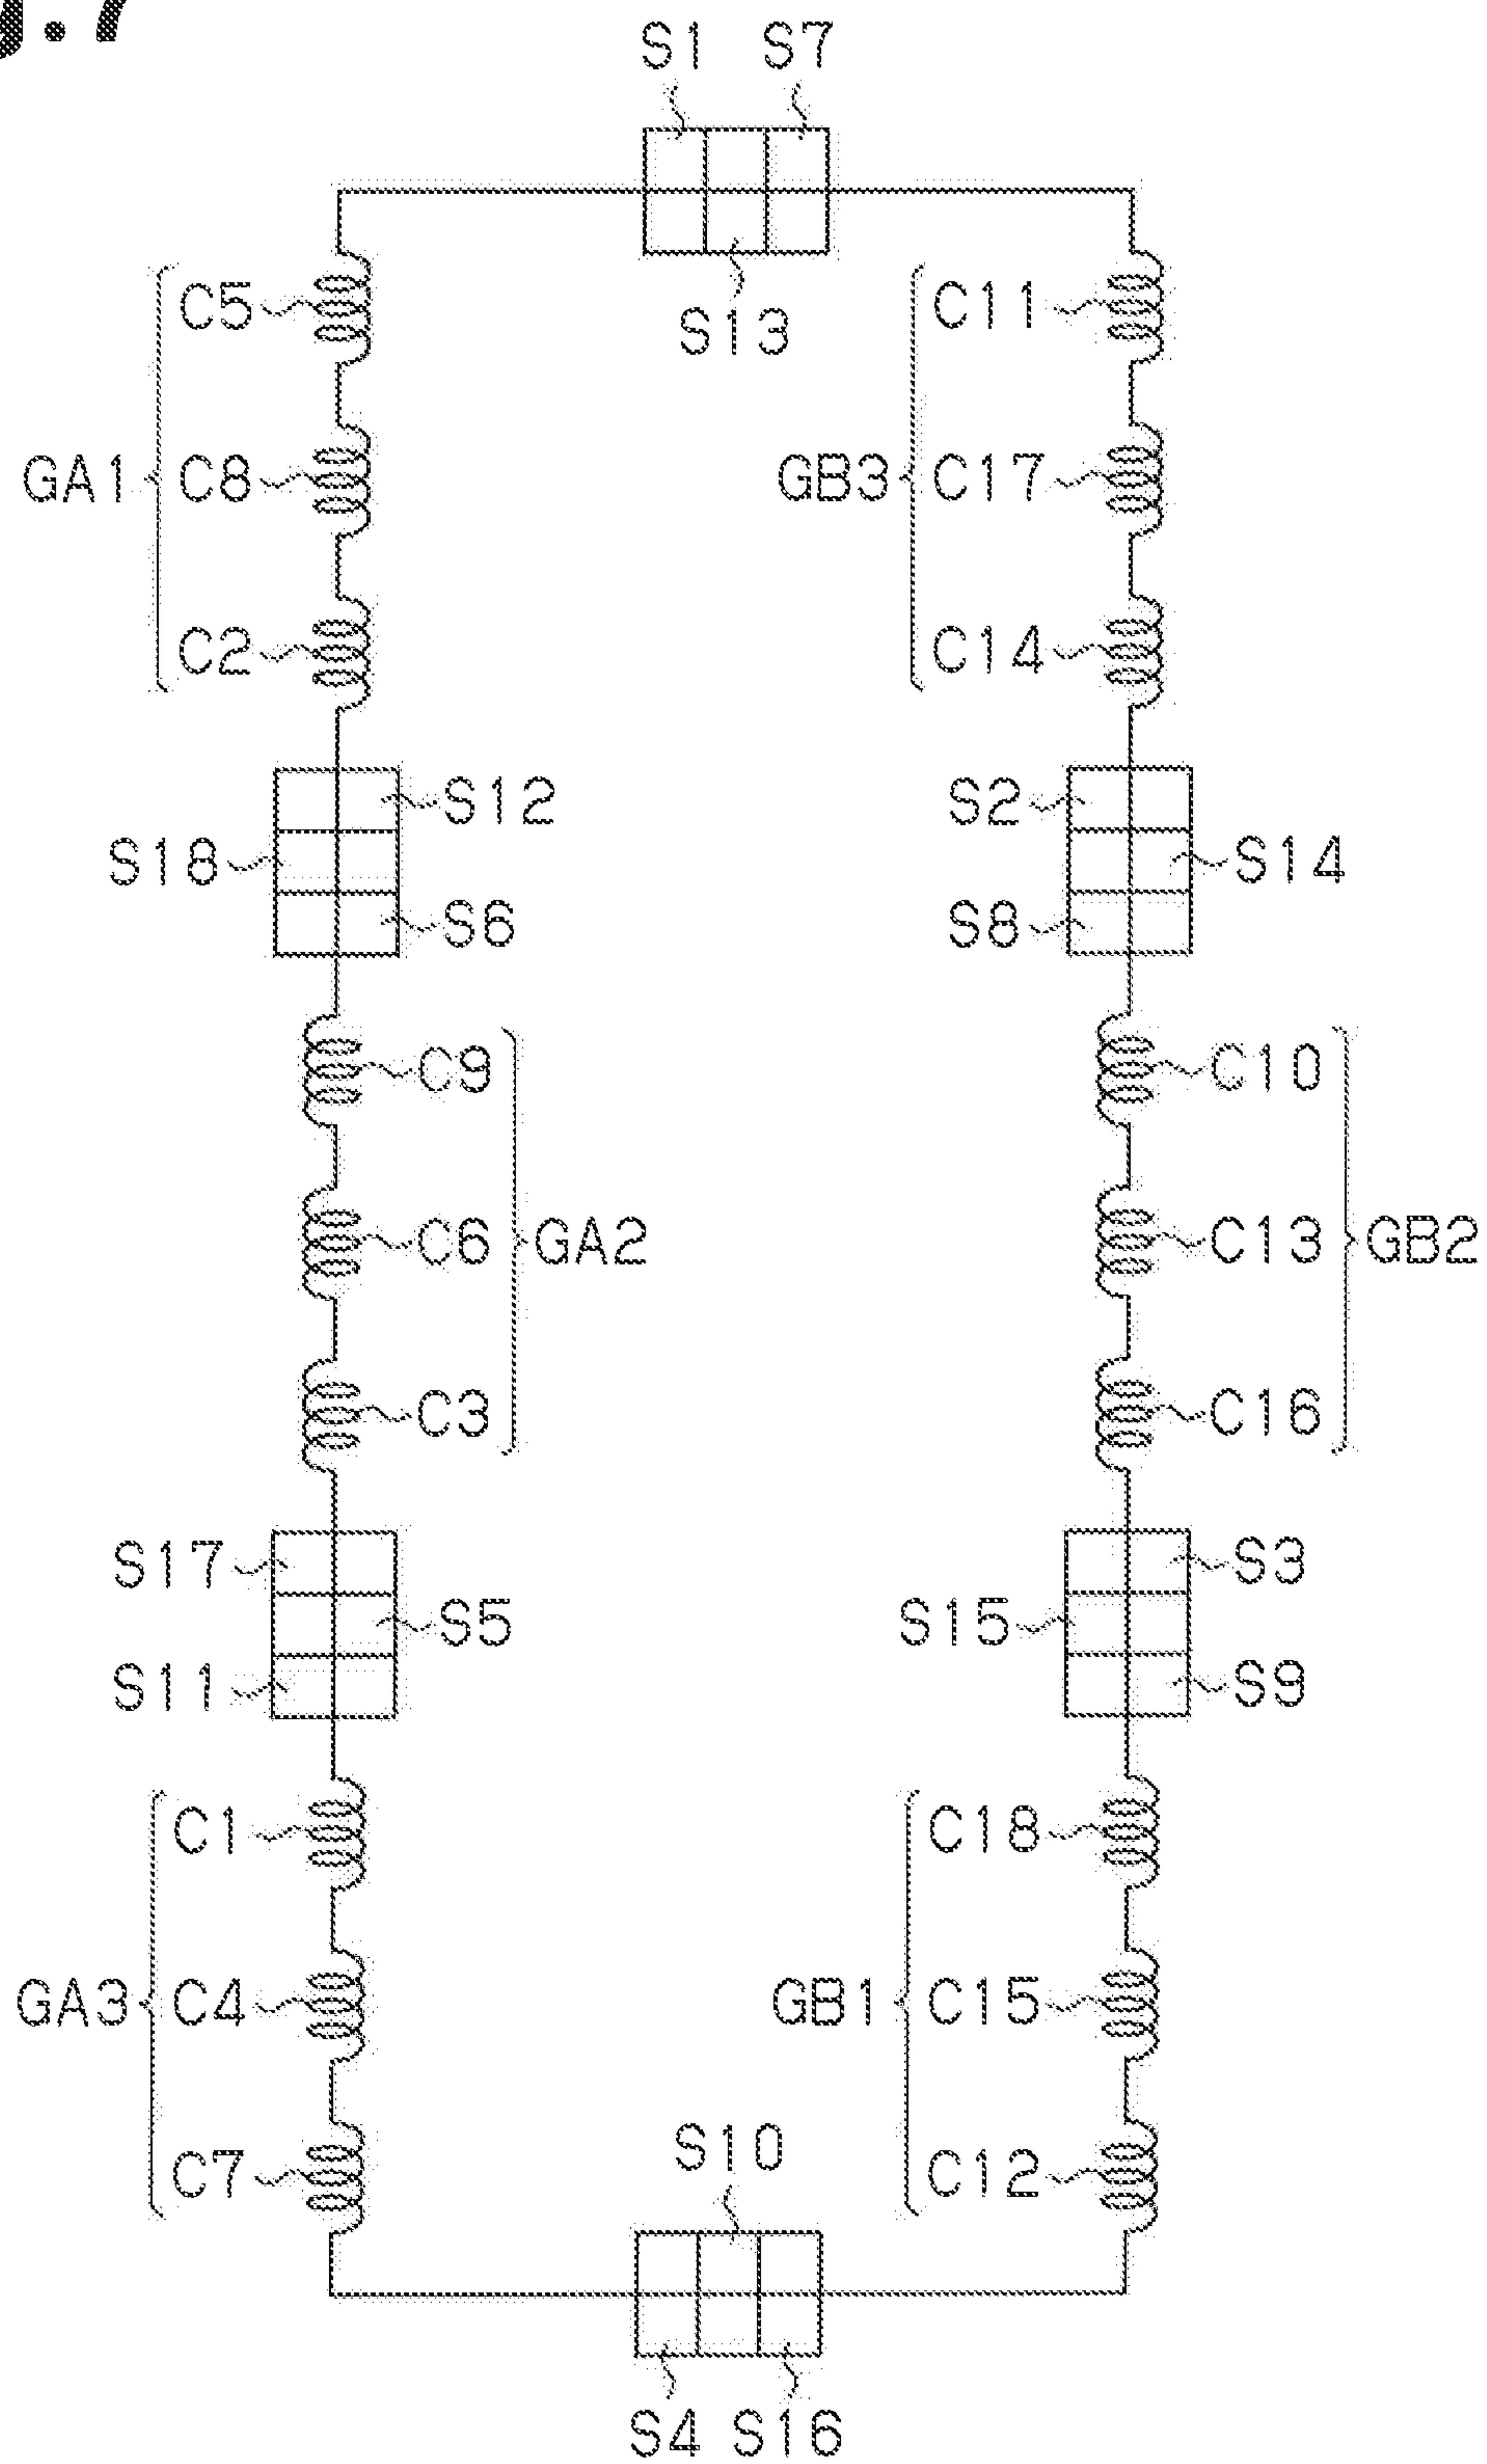 S1 S7
S13
C5
C11
GA1 C8
GB3 C17
C2
C14
S12
S2
S18
S14
S6
S8
C9
C10
C6 GA2
C13 GB2
C3
C16
S17
S3
S5
S15
S11
S9
C1
C18
GA3 C4
GB1 C15
C7
C12
S10
S4 S16